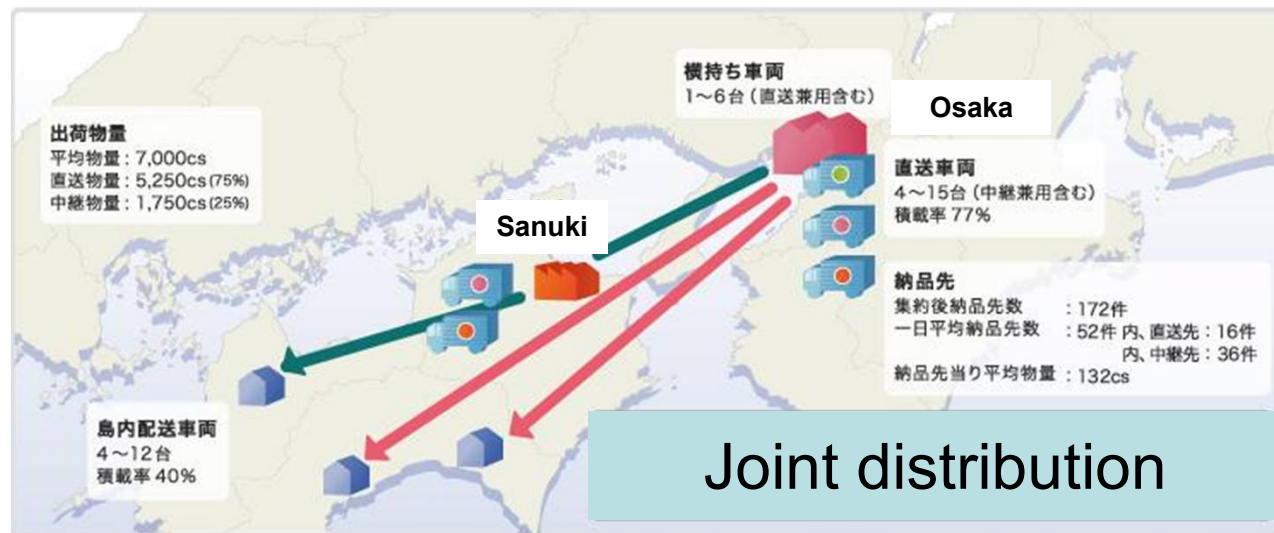 横持ち車両
1〜6台（直送兼用含む）
Osaka
出荷物量
平均物量：7,000cs
直送物量：5,250cs(75%)
中継物量：1,750cs(25%)
直送車両
4〜15台（中継兼用含む）
積載率 77%
Sanuki
納品先
集約後納品先数 ：172件
一日平均納品先数 ：52件 内、直送先：16件
内、中継先：36件
納品先当り平均物量 ：132cs
島内配送車両
4〜12台
積載率 40%
Joint distribution